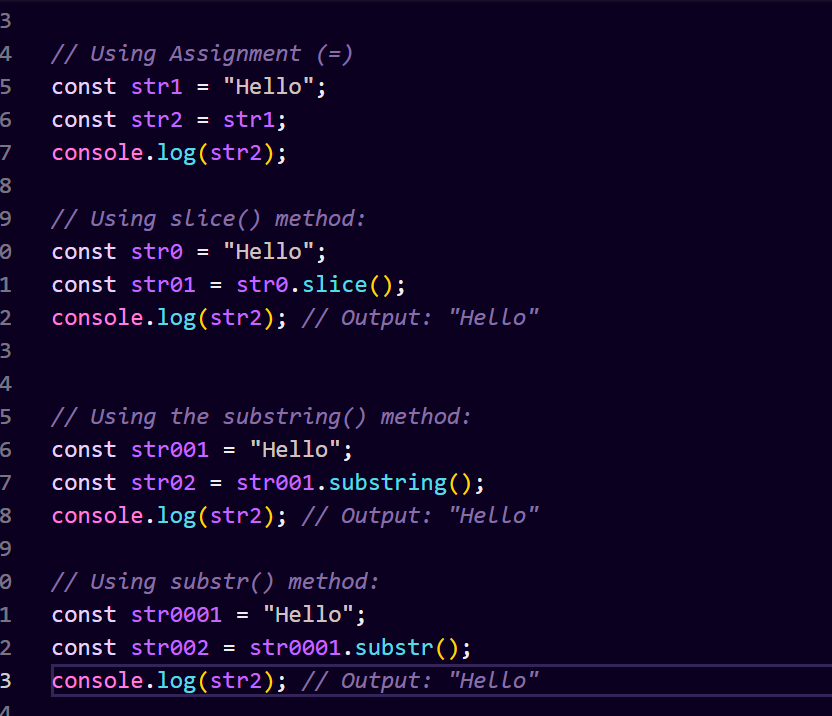 3
4 // Using Assignment (=)
5 const str1 = "Hello";
6 const str2 = str1;
7 console.log(str2);
8
9 // Using slice() method:
0 const str0 = "Hello";
1 const str01 = str0.slice();
2 console.log(str2); // Output: "Hello"
3
4
5 // Using the substring() method:
6 const str001 = "Hello";
7 const str02 = str001.substring();
8 console.log(str2); // Output: "Hello"
9
0 // Using substr() method:
1 const str0001 = "Hello";
2 const str002 = str0001.substr();
3 console.log(str2); // Output: "Hello"
4